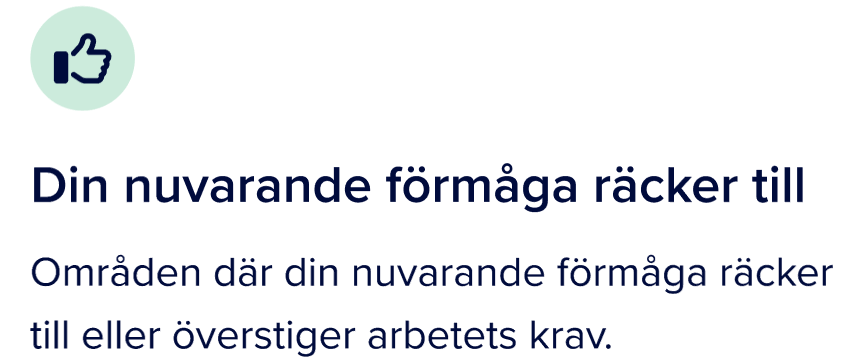 Din nuvarande förmåga räcker till
Områden där din nuvarande förmåga räcker
till eller överstiger arbetets krav.